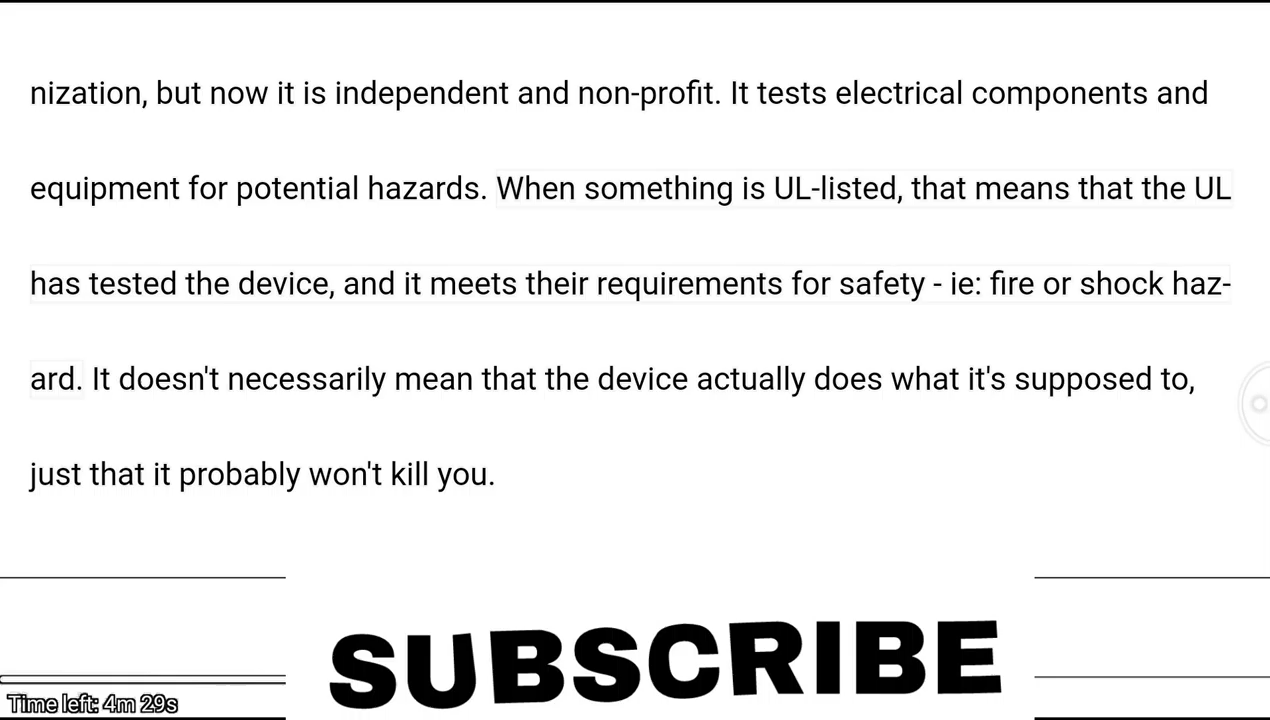 nization, but now it is independent and non-profit. It tests electrical components and
equipment for potential hazards. When something is UL-listed, that means that the UL
has tested the device, and it meets their requirements for safety - ie: fire or shock haz-
ard. It doesn't necessarily mean that the device actually does what it's supposed to,
just that it probably won't kill you.
SUBSCRIBE
Time left: 4m 29s